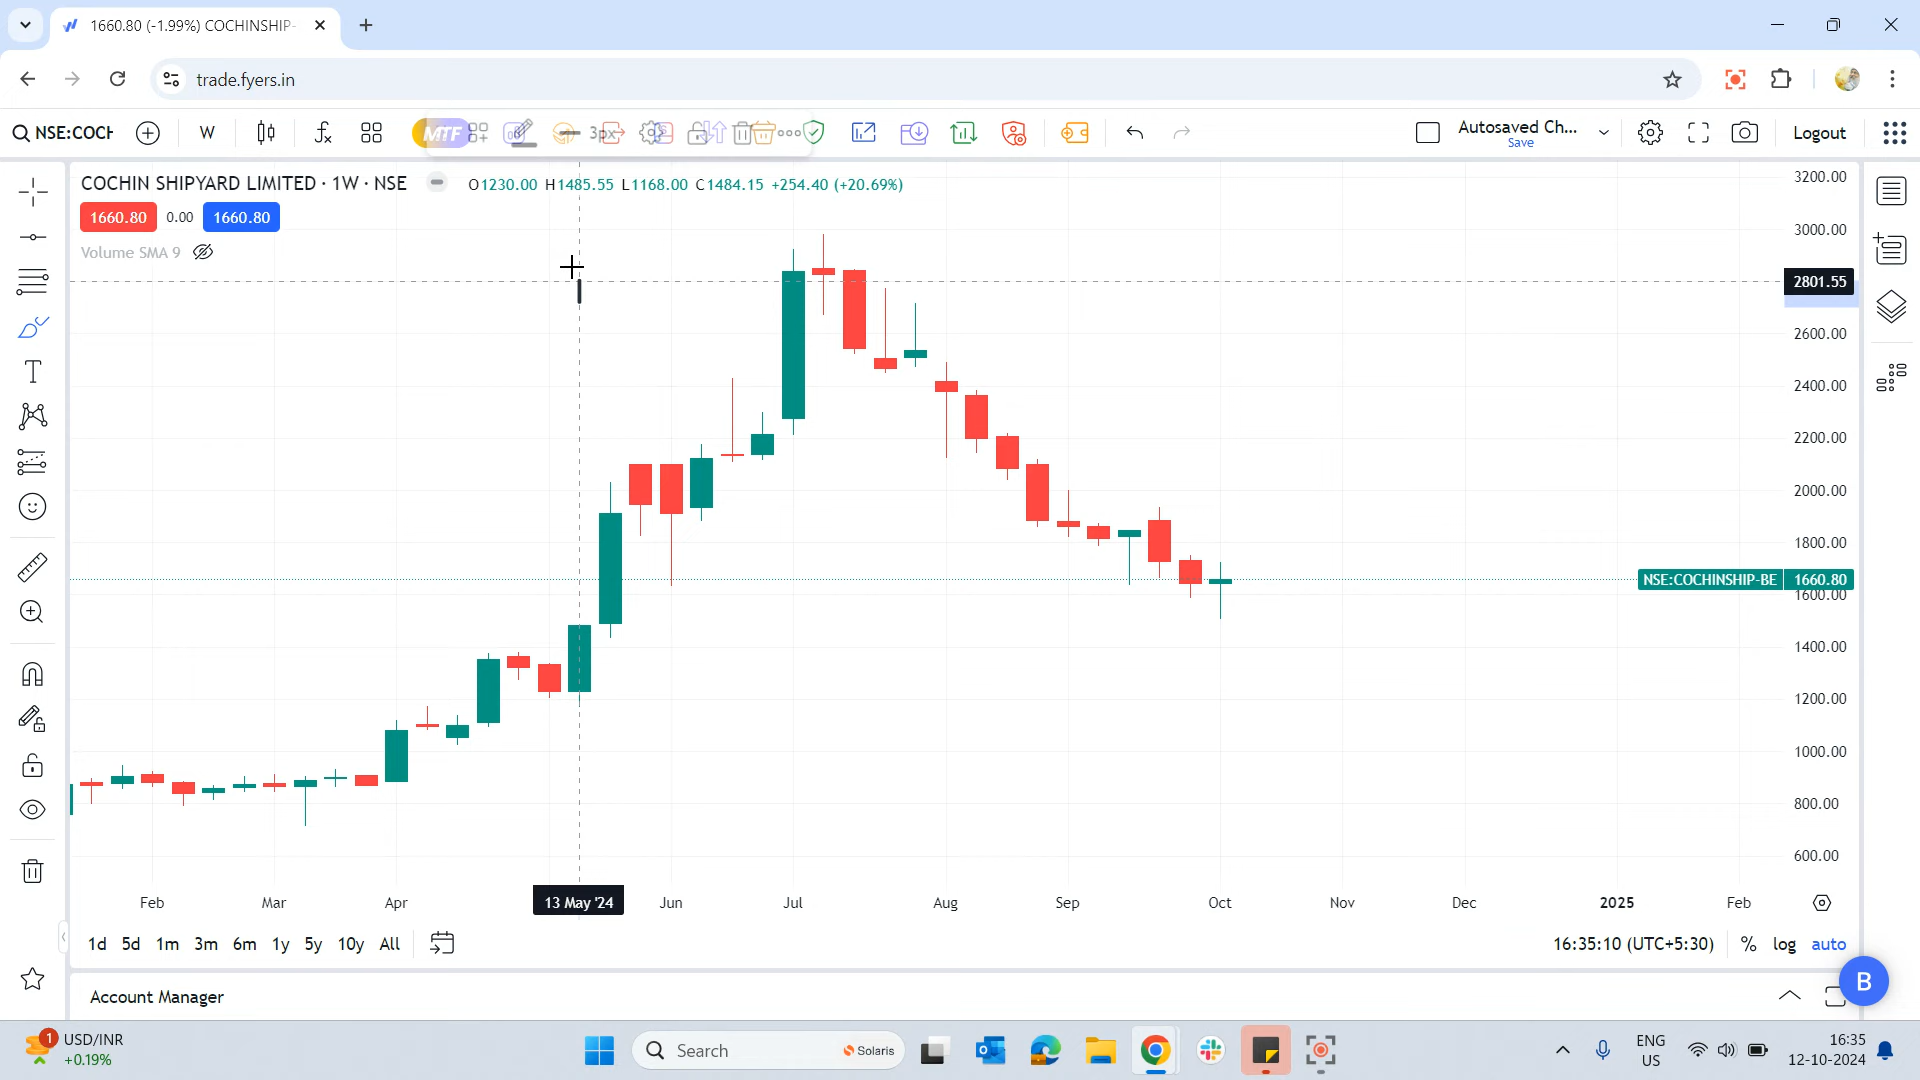 1660.80 (-1.99%) COCHINSHIP-
trade.fyers.in
NSE:COCH
W
MTF
3px
Autosaved Ch...
Save
Logout
COCHIN SHIPYARD LIMITED · 1W · NSE
O1230.00 H1485.55 L1168.00 C1484.15 +254.40 (+20.69%)
1660.80 0.00 1660.80
Volume SMA 9
3200.00
3000.00
2801.55
2600.00
2400.00
2200.00
2000.00
1800.00
NSE:COCHINSHIP-BE 1660.80
1600.00
1400.00
1200.00
1000.00
800.00
600.00
Feb Mar Apr 13 May '24 Jun Jul Aug Sep Oct Nov Dec 2025 Feb
1d 5d 1m 3m 6m 1y 5y 10y All
16:35:10 (UTC+5:30) % log auto
B
Account Manager
1
USD/INR
+0.19%
Search
Solaris
ENG
US
16:35
12-10-2024